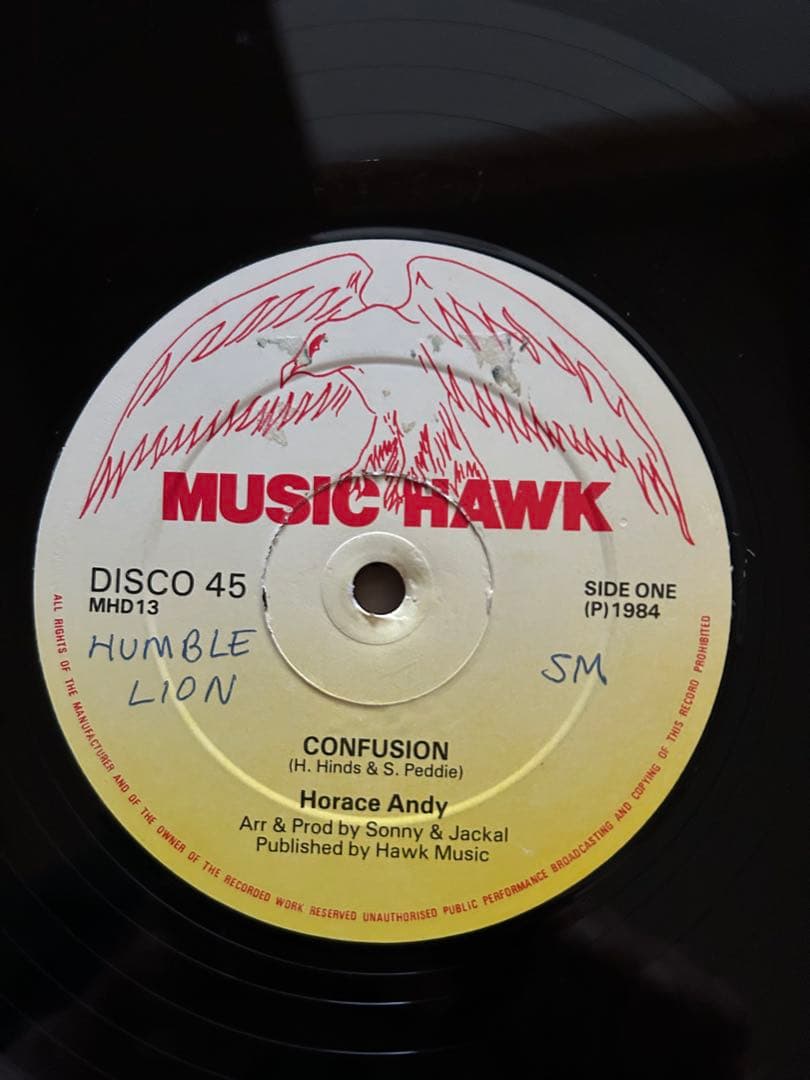 MUSIC HAWK
DISCO 45
MHD13
SIDE ONE
(P)1984
HUMBLE
LION
SM
CONFUSION
(H. Hinds & S. Peddie)
Horace Andy
Arr & Prod by Sonny & Jackal
Published by Hawk Music
ALL RIGHTS OF THE MANUFACTURER AND OF THE OWNER OF THE RECORDED WORK RESERVED UNAUTHORISED PUBLIC PERFORMANCE BROADCASTING AND COPYING OF THIS RECORD PROHIBITED